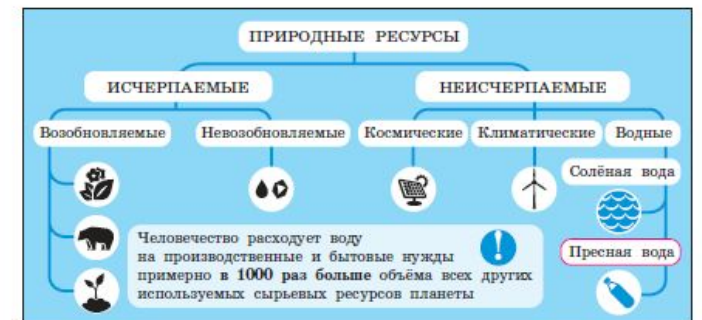 ПРИРОДНЫЕ РЕСУРСЫ
ИСЧЕРПАЕМЫЕ
НЕИСЧЕРПАЕМЫЕ
Возобновляемые
Невозобновляемые
Космические
Климатические
Водные
Солёная вода
Пресная вода
Человечество расходует воду
на производственные и бытовые нужды
примерно в 1000 раз больше объёма всех других
используемых сырьевых ресурсов планеты